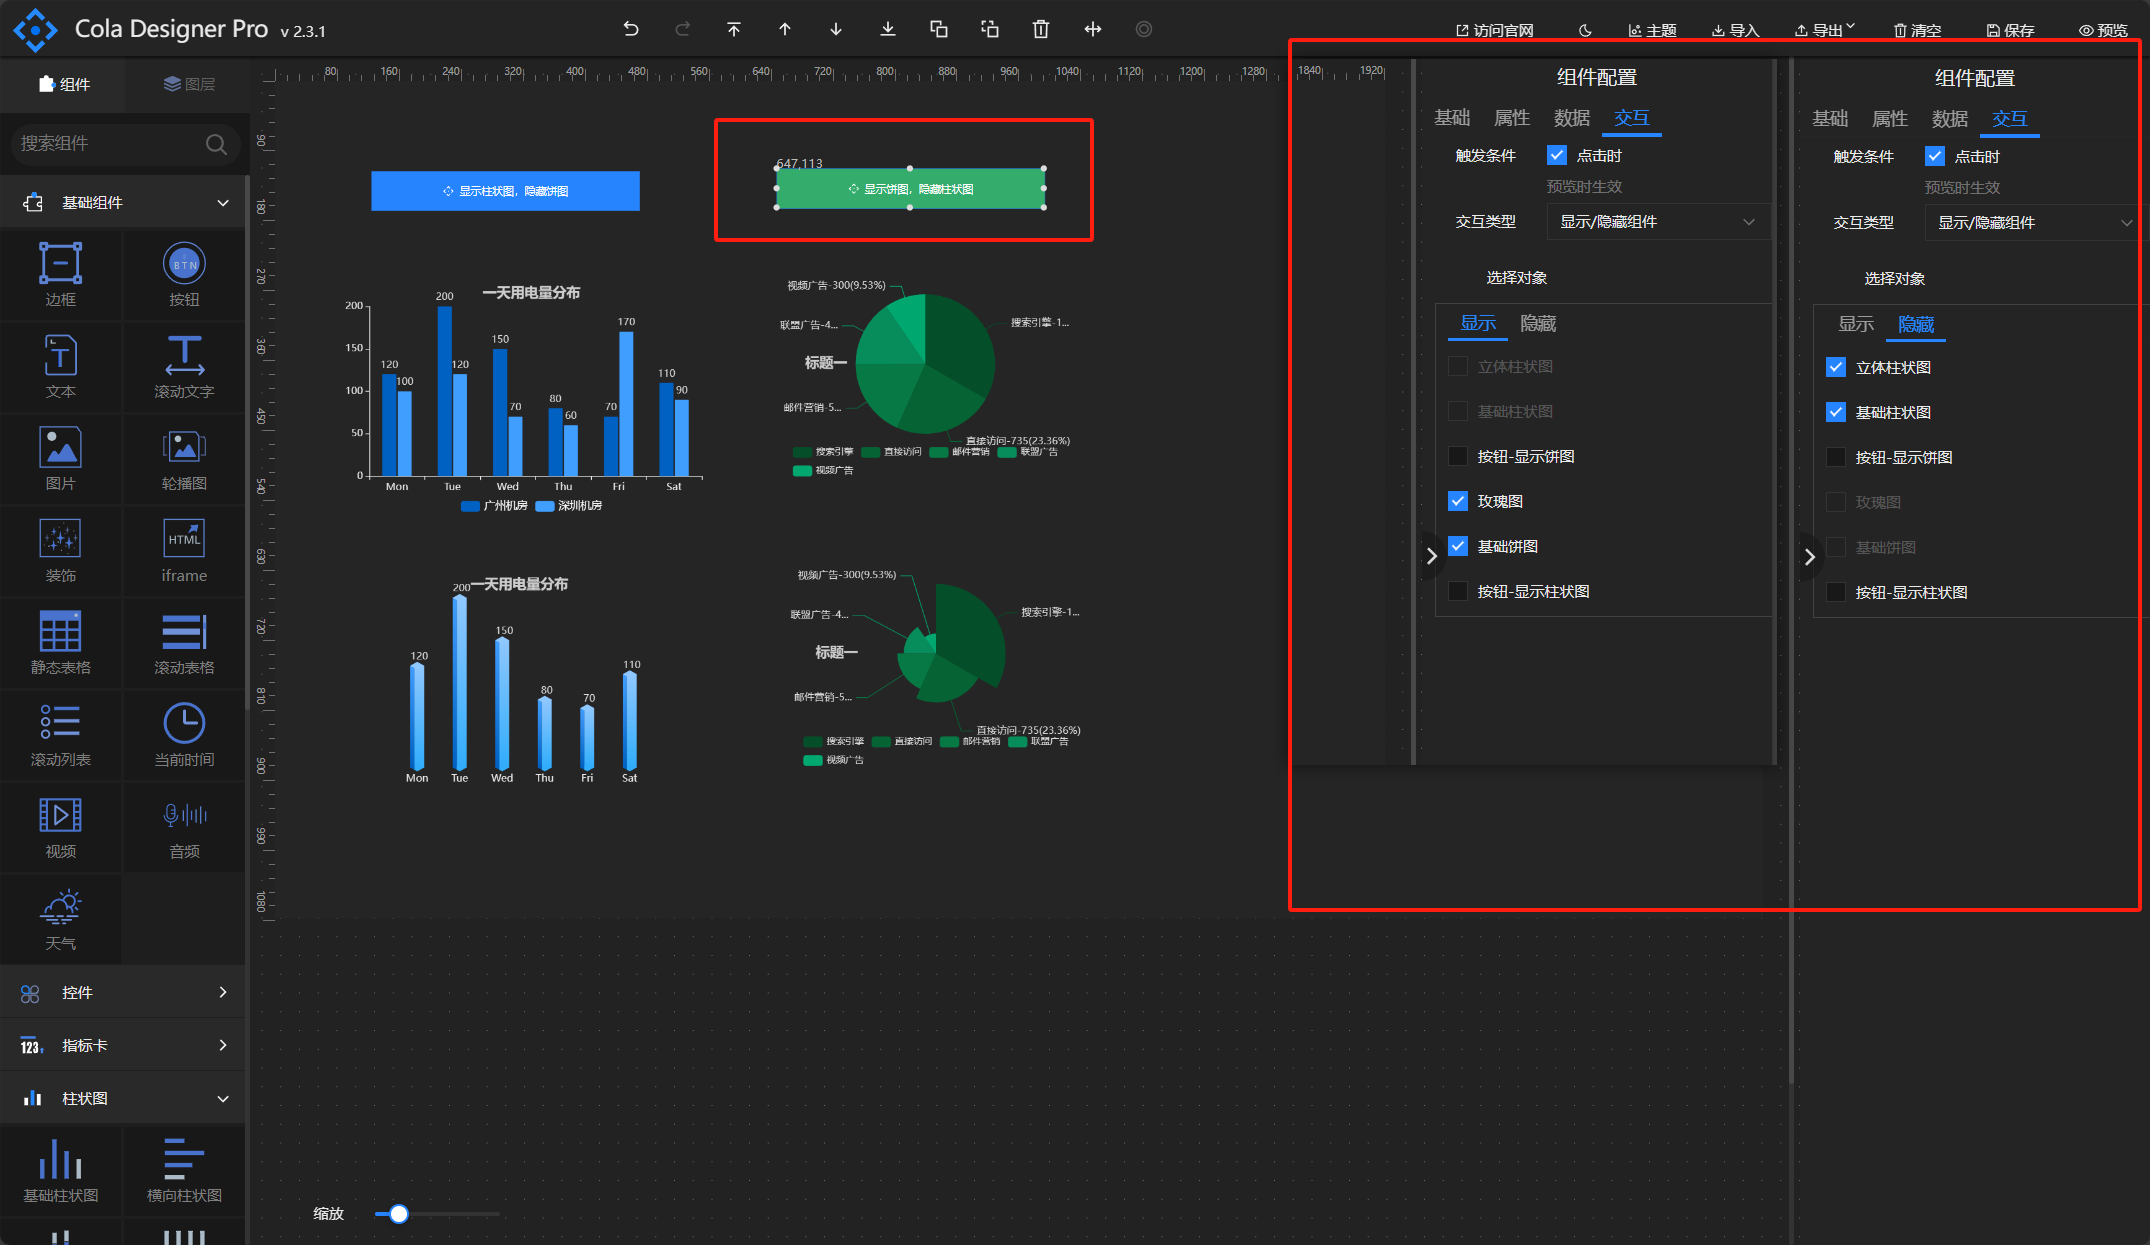 Cola Designer Pro v 2.3.1
访问官网
主题
导入
导出
清空
保存
预览
组件
图层
搜索组件
基础组件
边框
BTN
按钮
文本
滚动文字
图片
轮播图
装饰
HTML
iframe
静态表格
滚动表格
滚动列表
当前时间
视频
音频
天气
控件
123
指标卡
柱状图
基础柱状图
横向柱状图
80 160 240 320 400 480 560 640 720 800 880 960 1040 1120 1200 1280 1840 1920
90
180
270
360
450
540
630
720
810
900
990
1080
显示柱状图，隐藏饼图
647,113
显示饼图，隐藏柱状图
一天用电量分布
200
150
100
50
0
120 100 200 120 150 70 80 60 70 170 110 90
Mon Tue Wed Thu Fri Sat
广州机房 深圳机房
视频广告-300(9.53%)
联盟广告-4...
搜索引擎-1...
标题一
邮件营销-5...
直接访问-735(23.36%)
搜索引擎 直接访问 邮件营销 联盟广告
视频广告
一天用电量分布
120 200 150 80 70 110
Mon Tue Wed Thu Fri Sat
视频广告-300(9.53%)
联盟广告-4...
搜索引擎-1...
标题一
邮件营销-5...
直接访问-735(23.36%)
搜索引擎 直接访问 邮件营销 联盟广告
视频广告
缩放
组件配置
基础 属性 数据 交互
触发条件 点击时
预览时生效
交互类型 显示/隐藏组件
选择对象
显示 隐藏
立体柱状图
基础柱状图
按钮-显示饼图
玫瑰图
基础饼图
按钮-显示柱状图
组件配置
基础 属性 数据 交互
触发条件 点击时
预览时生效
交互类型 显示/隐藏组件
选择对象
显示 隐藏
立体柱状图
基础柱状图
按钮-显示饼图
玫瑰图
基础饼图
按钮-显示柱状图